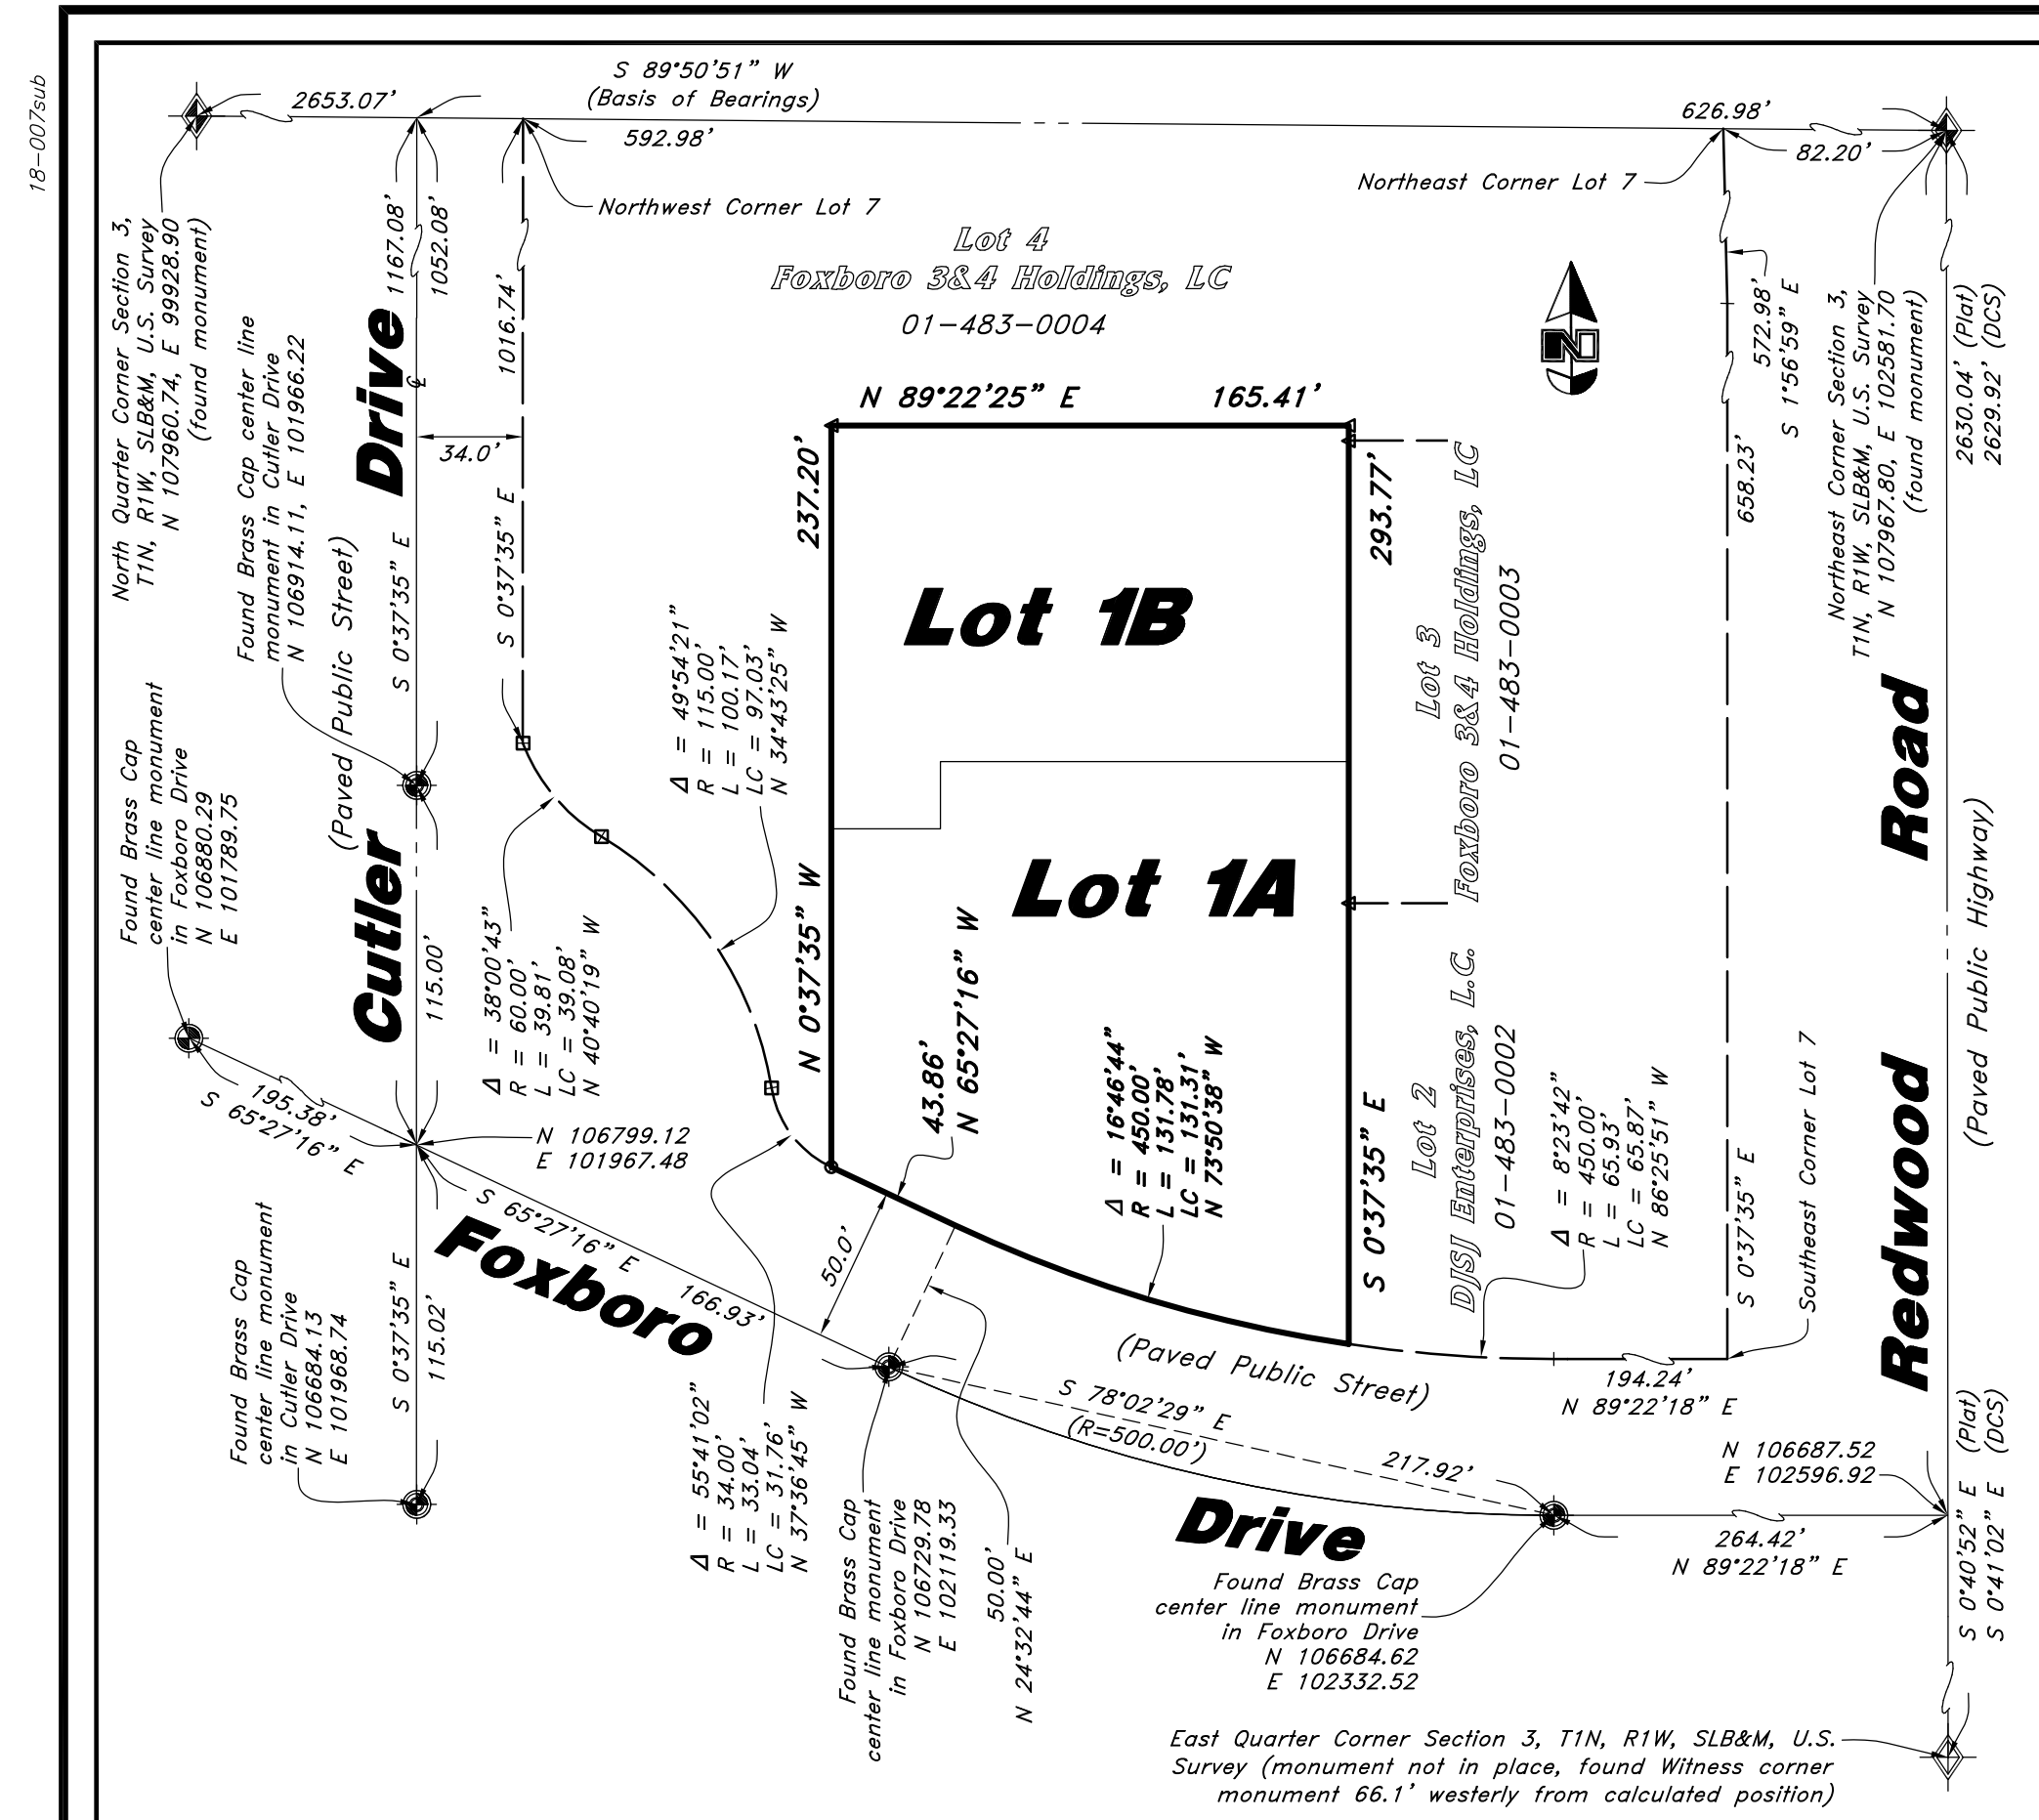 18-007sub
S 89°50'51" W
(Basis of Bearings)
2653.07'
592.98'
626.98'
82.20'
Northwest Corner Lot 7
Northeast Corner Lot 7
North Quarter Corner Section 3,
T1N, R1W, SLB&M, U.S. Survey
N 107960.74, E 99928.90
(found monument)
1167.08'
1052.08'
1016.74'
Lot 4
Foxboro 3&4 Holdings, LC
01-483-0004
N
572.98'
S 1°56'59" E
658.23'
Northeast Corner Section 3,
T1N, R1W, SLB&M, U.S. Survey
N 107967.80, E 102581.70
(found monument)
2630.04' (Plat)
2629.92' (DCS)
Found Brass Cap center line
monument in Cutler Drive
N 106914.11, E 101966.22
Cutler Drive
(Paved Public Street)
S 0°37'35" E
34.0'
S 0°37'35" E
N 89°22'25" E 165.41'
237.20'
293.77'
Lot 1B
Lot 1A
Lot 3
Foxboro 3&4 Holdings, LC
01-483-0003
Found Brass Cap
center line monument
in Foxboro Drive
N 106880.29
E 101789.75
115.00'
Δ = 49°54'21"
R = 115.00'
L = 100.17'
LC = 97.03'
N 34°43'25" W
Δ = 38°00'43"
R = 60.00'
L = 39.81'
LC = 39.08'
N 40°40'19" W
N 0°37'35" W
43.86'
N 65°27'16" W
Δ = 16°46'44"
R = 450.00'
L = 131.78'
LC = 131.31'
N 73°50'38" W
S 0°37'35" E
Lot 2
DJSJ Enterprises, L.C.
01-483-0002
Δ = 8°23'42"
R = 450.00'
L = 65.93'
LC = 65.87'
N 86°25'51" W
S 0°37'35" E
Southeast Corner Lot 7
Redwood Road
(Paved Public Highway)
195.38'
S 65°27'16" E
N 106799.12
E 101967.48
S 65°27'16" E 166.93'
Foxboro Drive
50.0'
(Paved Public Street)
Found Brass Cap
center line monument
in Cutler Drive
N 106684.13
E 101968.74
S 0°37'35" E
115.02'
Δ = 55°41'02"
R = 34.00'
L = 33.04'
LC = 31.76'
N 37°36'45" W
Found Brass Cap
center line monument
in Foxboro Drive
N 106729.78
E 102119.33
50.00'
N 24°32'44" E
S 78°02'29" E
217.92'
(R=500.00')
194.24'
N 89°22'18" E
N 106687.52
E 102596.92
264.42'
N 89°22'18" E
S 0°40'52" E (Plat)
S 0°41'02" E (DCS)
Found Brass Cap
center line monument
in Foxboro Drive
N 106684.62
E 102332.52
East Quarter Corner Section 3, T1N, R1W, SLB&M, U.S.
Survey (monument not in place, found Witness corner
monument 66.1' westerly from calculated position)